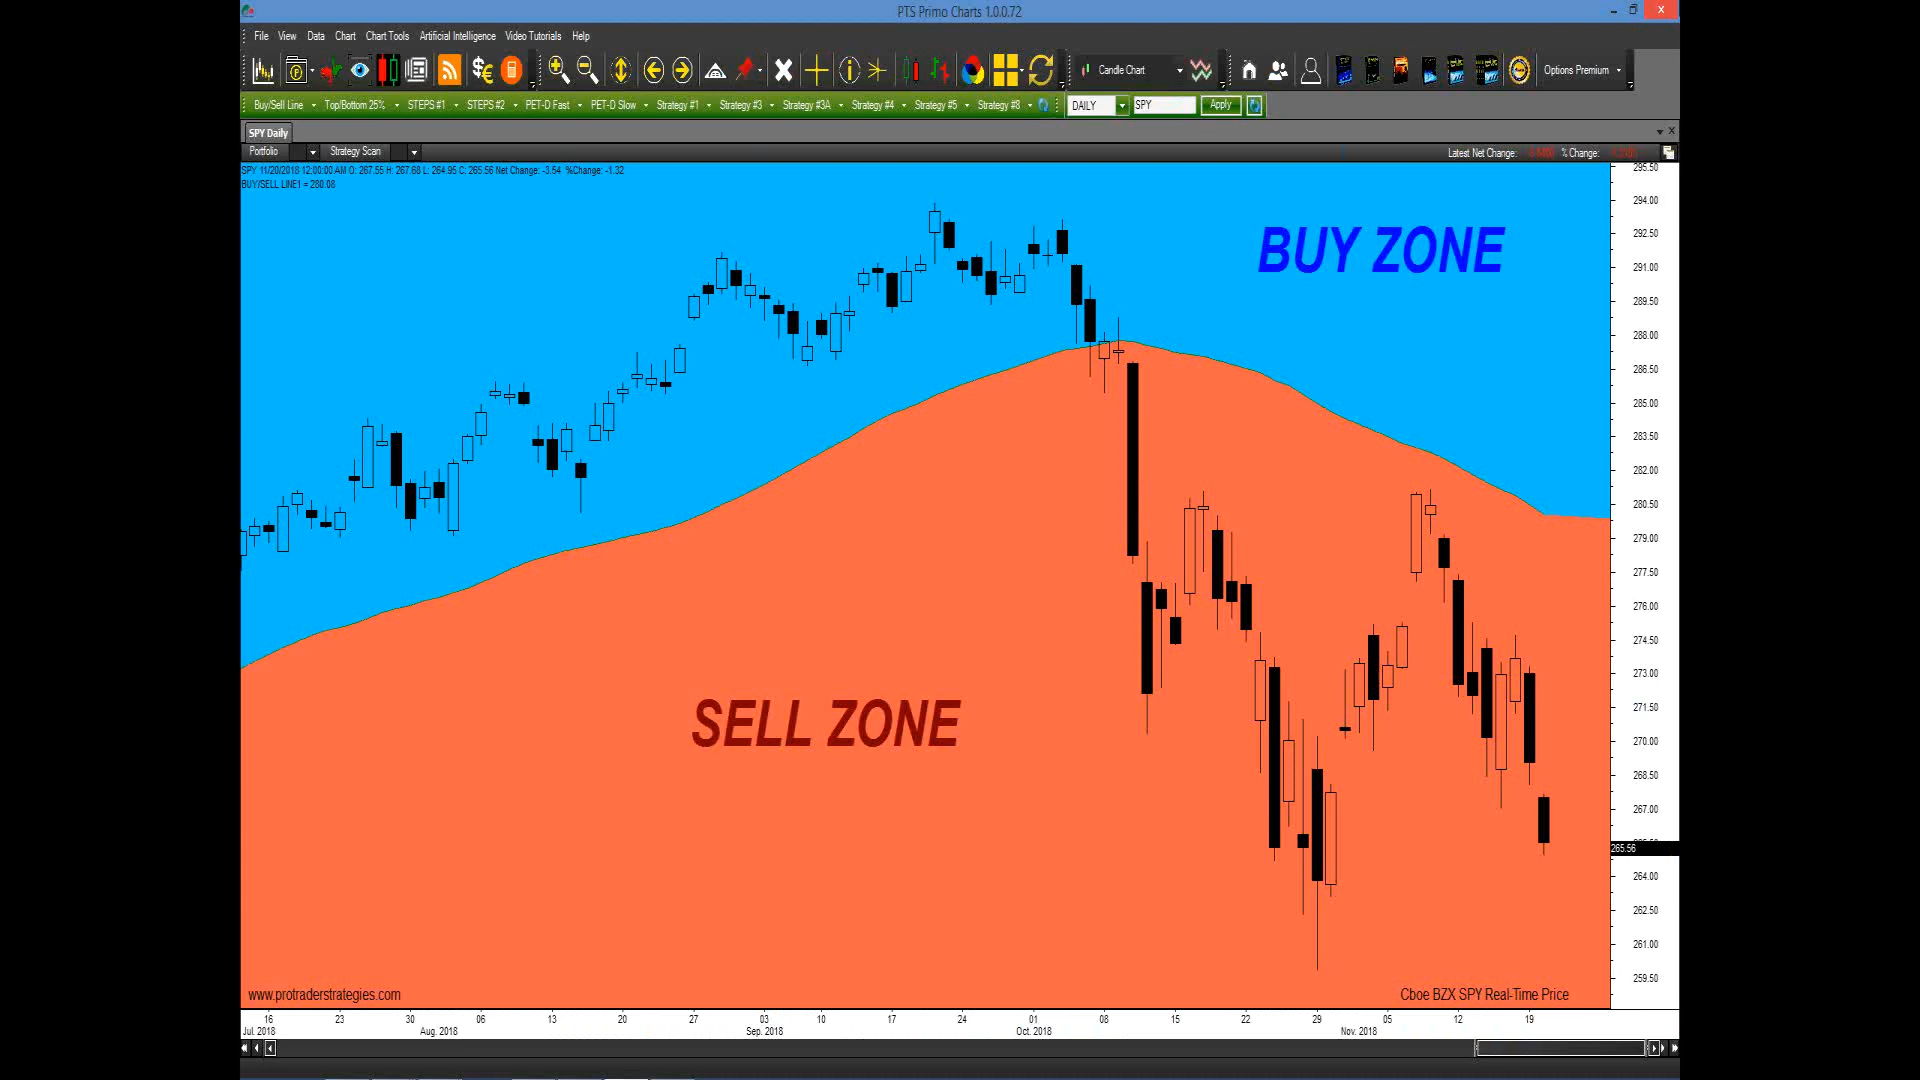 PTS Primo Charts 1.0.0.72
File View Data Chart Chart Tools Artificial Intelligence Video Tutorials Help
Candle Chart Options Premium
Buy/Sell Line Top/Bottom 25% STEPS #1 STEPS #2 PET-D Fast PET-D Slow Strategy #1 Strategy #3 Strategy #3A Strategy #4 Strategy #5 Strategy #8 DAILY SPY Apply
SPY Daily
Portfolio Strategy Scan Latest Net Change: % Change:
SPY 11/20/2018 12:00:00 AM O: 267.55 H: 267.68 L: 264.95 C: 265.56 Net Change: -3.54 %Change: -1.32
BUY/SELL LINE1 = 280.08
BUY ZONE
SELL ZONE
295.50
294.00
292.50
291.00
289.50
288.00
286.50
285.00
283.50
282.00
280.50
279.00
277.50
276.00
274.50
273.00
271.50
270.00
268.50
267.00
265.56
264.00
262.50
261.00
259.50
www.protraderstrategies.com Cboe BZX SPY Real-Time Price
16 23 30 06 13 20 27 03 10 17 24 01 08 15 22 29 05 12 19
Jul. 2018 Aug. 2018 Sep. 2018 Oct. 2018 Nov. 2018